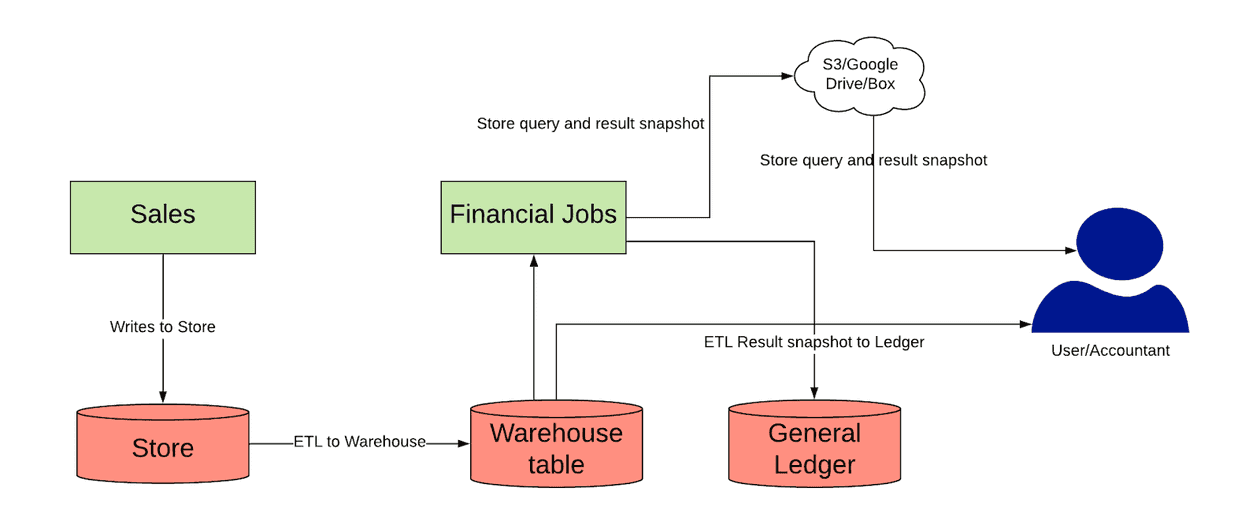 S3/Google
Drive/Box
Store query and result snapshot
Store query and result snapshot
Sales
Financial Jobs
Writes to Store
ETL Result snapshot to Ledger
User/Accountant
Store
ETL to Warehouse
Warehouse
table
General
Ledger